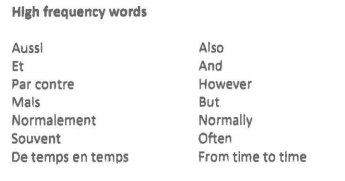 High frequency words
Aussi Also
Et And
Par contre However
Mais But
Normalement Normally
Souvent Often
De temps en temps From time to time